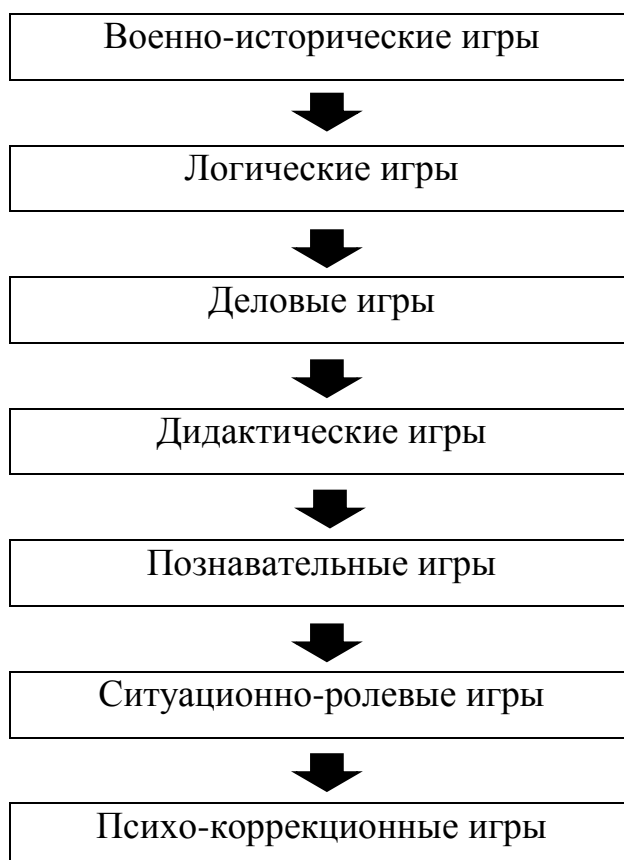 Военно-исторические игры
Логические игры
Деловые игры
Дидактические игры
Познавательные игры
Ситуационно-ролевые игры
Психо-коррекционные игры